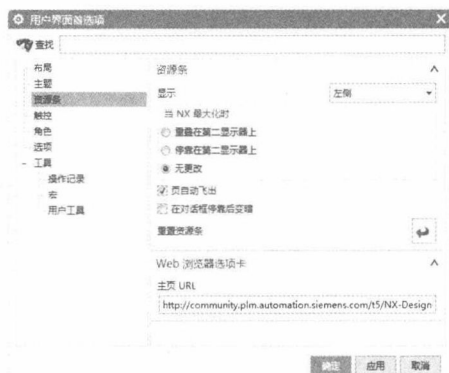 用户界面首选项
查找
布局
主题
资源条
触控
角色
选项
工具
操作记录
宏
用户工具
资源条
显示
左侧
当 NX 最大化时
重叠在第二显示器上
停靠在第二显示器上
无更改
页自动飞出
在对话框停靠后变暗
重置资源条
Web 浏览器选项卡
主页 URL
http://community.plm.automation.siemens.com/t5/NX-Design
确定
应用
取消